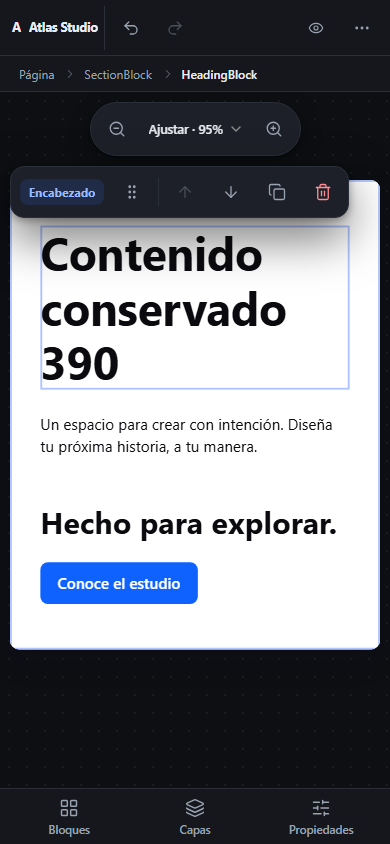 A Atlas Studio
Página > SectionBlock > HeadingBlock
Ajustar · 95%
Encabezado
Contenido
conservado
390
Un espacio para crear con intención. Diseña
tu próxima historia, a tu manera.
Hecho para explorar.
Conoce el estudio
Bloques Capas Propiedades